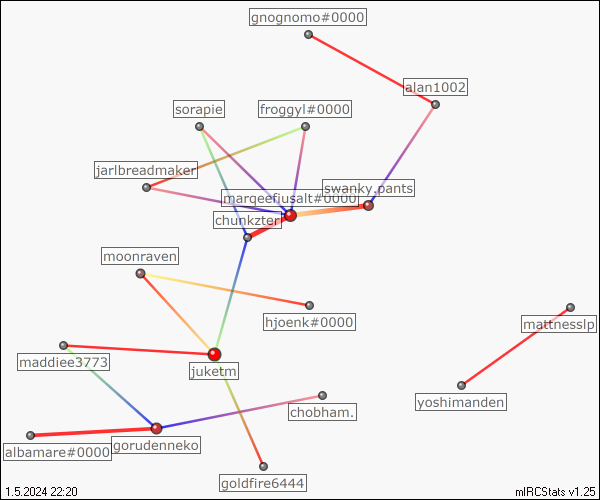 gnognomo#0000
alan1002
sorapie
froggyl#0000
jarlbreadmaker
swanky.pants
marqeefjusalt#0000
chunkzter
moonraven
hjoenk#0000
mattnesslp
maddiee3773
juketm
yoshimanden
chobham.
gorudenneko
albamare#0000
goldfire6444
1.5.2024 22:20
mIRCStats v1.25